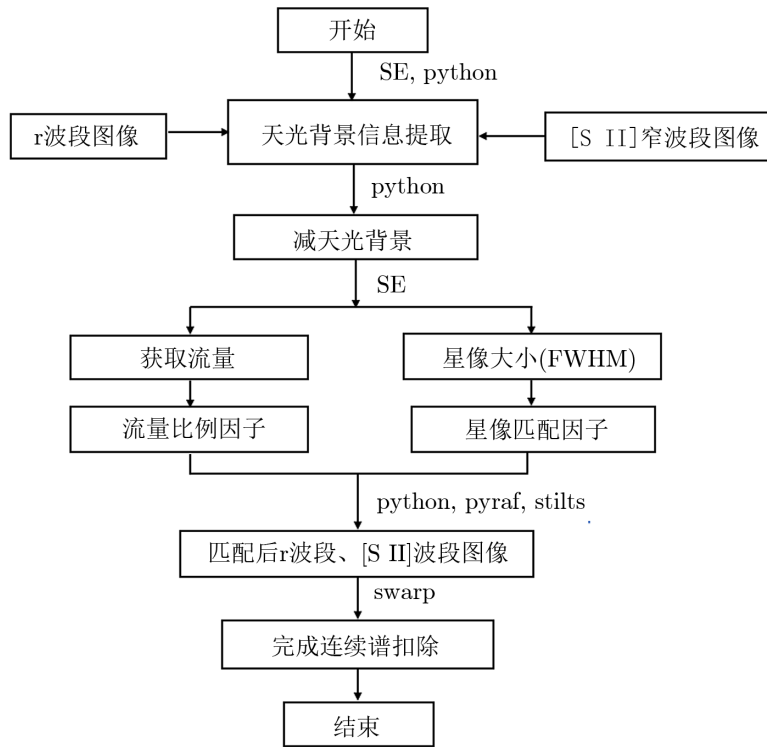 开始
SE, python
r波段图像
天光背景信息提取
[S II]窄波段图像
python
减天光背景
SE
获取流量
星像大小(FWHM)
流量比例因子
星像匹配因子
python, pyraf, stilts
匹配后r波段、[S II]波段图像
swarp
完成连续谱扣除
结束